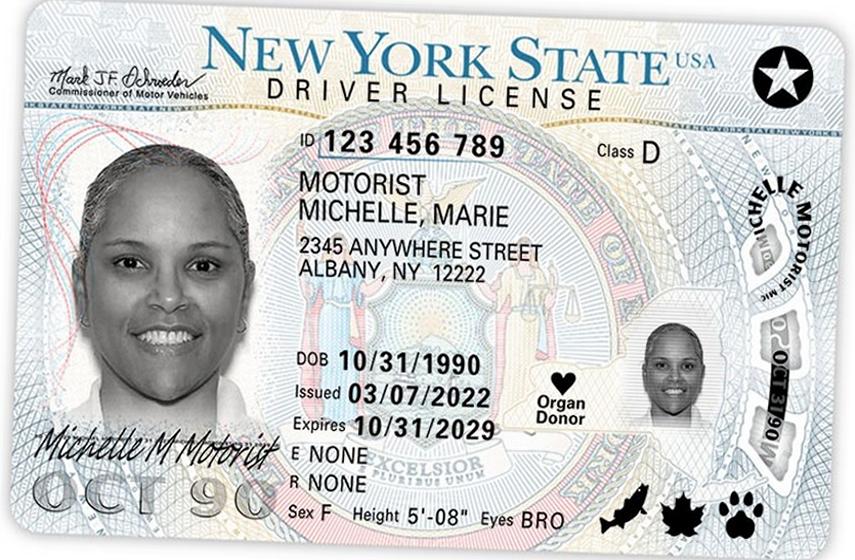 NEW YORK STATE USA
DRIVER LICENSE
Mark J.F. Schroeder
Commissioner of Motor Vehicles
ID 123 456 789
Class D
MOTORIST
MICHELLE, MARIE
2345 ANYWHERE STREET
ALBANY, NY 12222
DOB 10/31/1990
Issued 03/07/2022
Expires 10/31/2029
E NONE
R NONE
Sex F Height 5'-08" Eyes BRO
Organ
Donor
Michelle M Motorist
OCT 90
EXCELSIOR
E PLURIBUS UNUM
MICHELLE MOTORIST
OCT 31 90